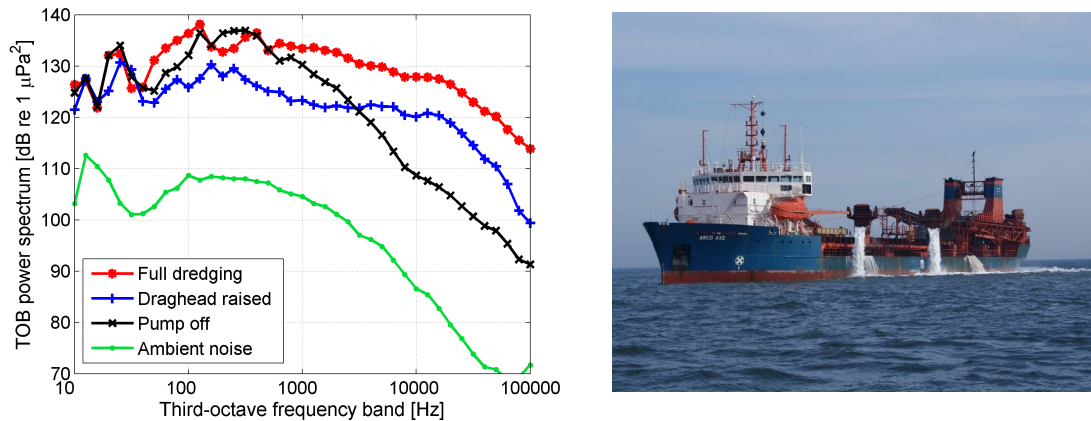 TOB power spectrum [dB re 1 μPa²]
140
130
120
110
100
90
80
70
Full dredging
Draghead raised
Pump off
Ambient noise
10 100 1000 10000 100000
Third-octave frequency band [Hz]
ARCO AXE